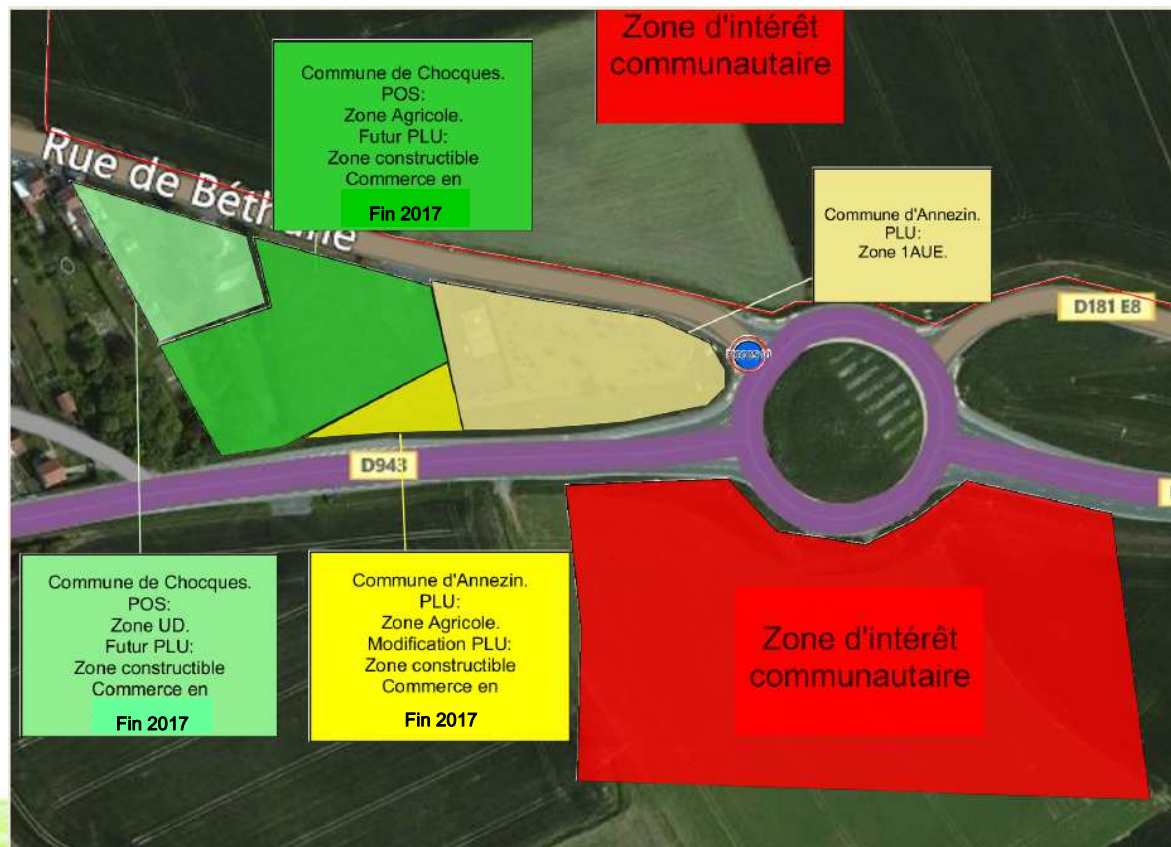 Zone d'intérêt
communautaire
Commune de Chocques.
POS:
Zone Agricole.
Futur PLU:
Zone constructible
Commerce en
Fin 2017
Rue de Béthune
Commune d'Annezin.
PLU:
Zone 1AUE.
D181 E8
D943
Commune de Chocques.
POS:
Zone UD.
Futur PLU:
Zone constructible
Commerce en
Fin 2017
Commune d'Annezin.
PLU:
Zone Agricole.
Modification PLU:
Zone constructible
Commerce en
Fin 2017
Zone d'intérêt
communautaire